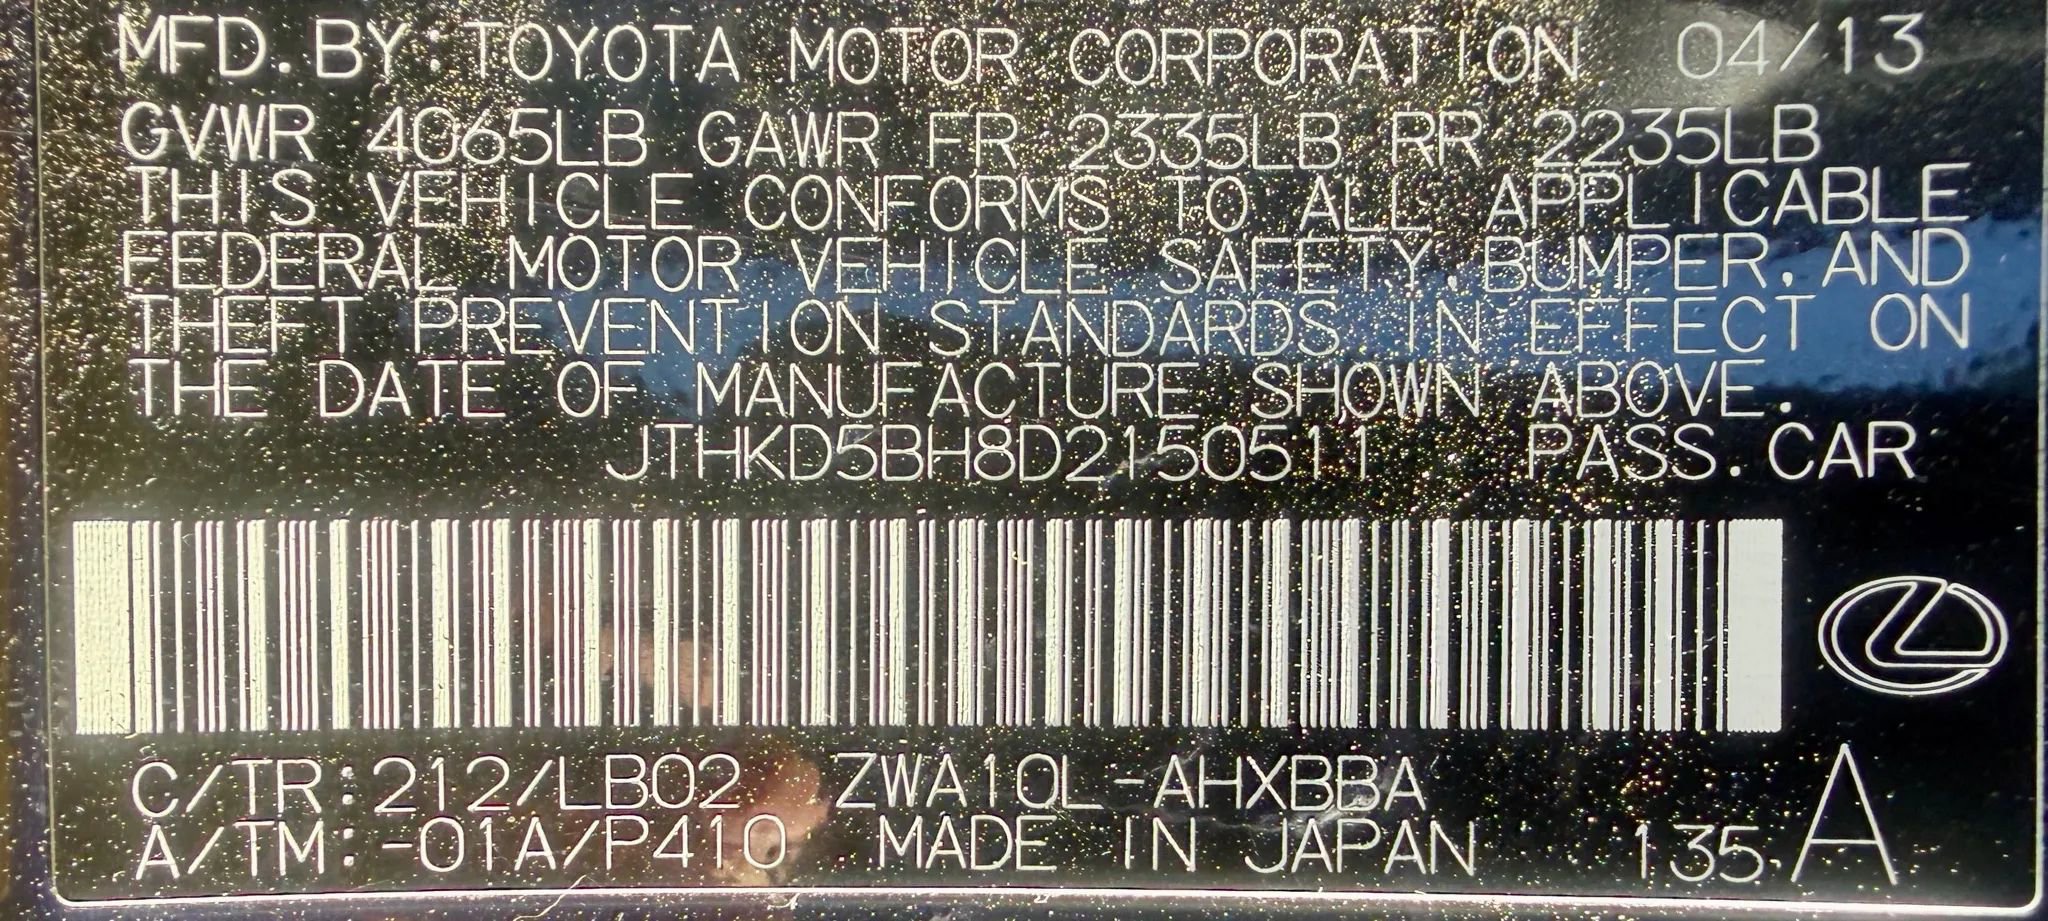 MFD. BY. TOYOTA MOTOR CORPORATION 04/13
GVWR 4065LB GAWR FR 2335LB RR 2235LB
THIS VEHICLE CONFORMS TO ALL APPLICABLE
FEDERAL MOTOR VEHICLE SAFETY, BUMPER, AND
THEFT PREVENTION STANDARDS IN EFFECT ON
THE DATE OF MANUFACTURE SHOWN ABOVE.
JTHKD5BH8D2150511 PASS. CAR
C/TR: 212/LB02 ZWA10L-AHXBBA
A/TM: -01A/P410 MADE IN JAPAN 135 A